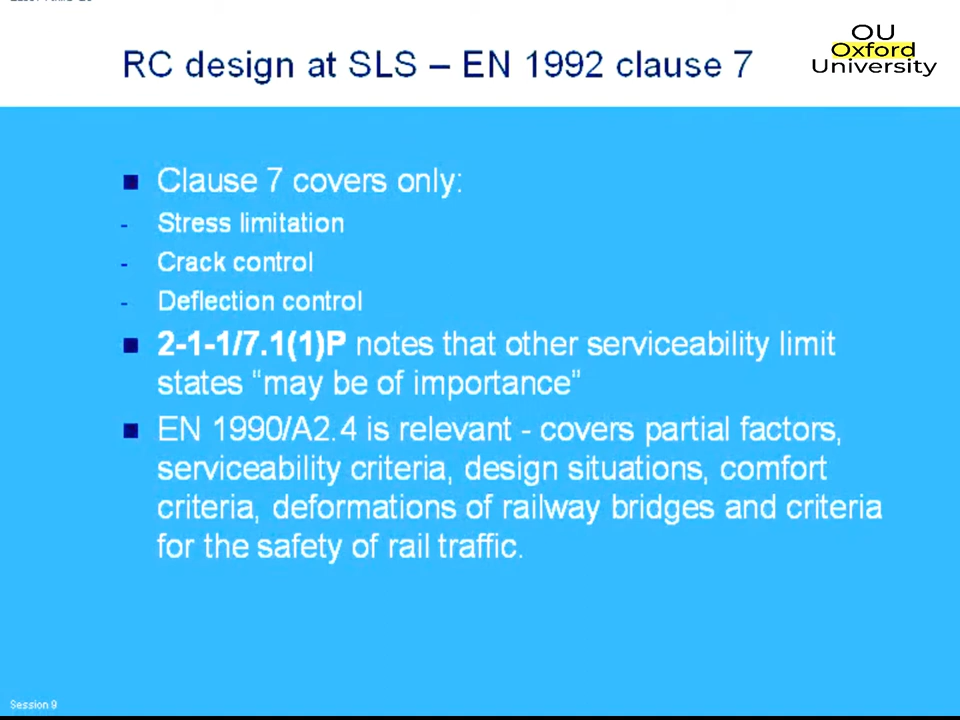 RC design at SLS – EN 1992 clause 7
OU
Oxford
University
■ Clause 7 covers only:
- Stress limitation
- Crack control
- Deflection control
■ 2-1-1/7.1(1)P notes that other serviceability limit
states “may be of importance”
■ EN 1990/A2.4 is relevant - covers partial factors,
serviceability criteria, design situations, comfort
criteria, deformations of railway bridges and criteria
for the safety of rail traffic.
Session 9